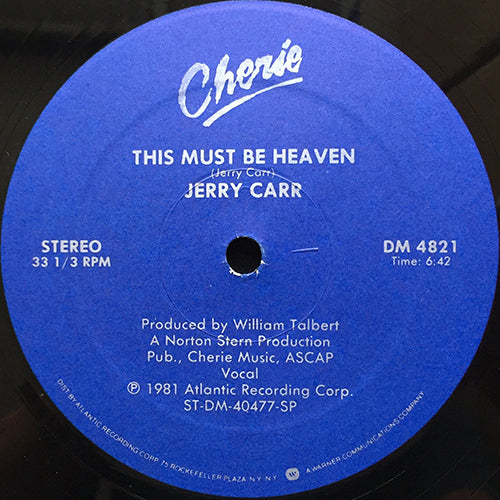 Cherie
THIS MUST BE HEAVEN
(Jerry Carr)
JERRY CARR
STEREO
33 1/3 RPM
DM 4821
Time: 6:42
Produced by William Talbert
A Norton Stern Production
Pub., Cherie Music, ASCAP
Vocal
℗ 1981 Atlantic Recording Corp.
ST-DM-40477-SP
DIST BY ATLANTIC RECORDING CORP. 75 ROCKEFELLER PLAZA N.Y. N.Y. A WARNER COMMUNICATIONS COMPANY